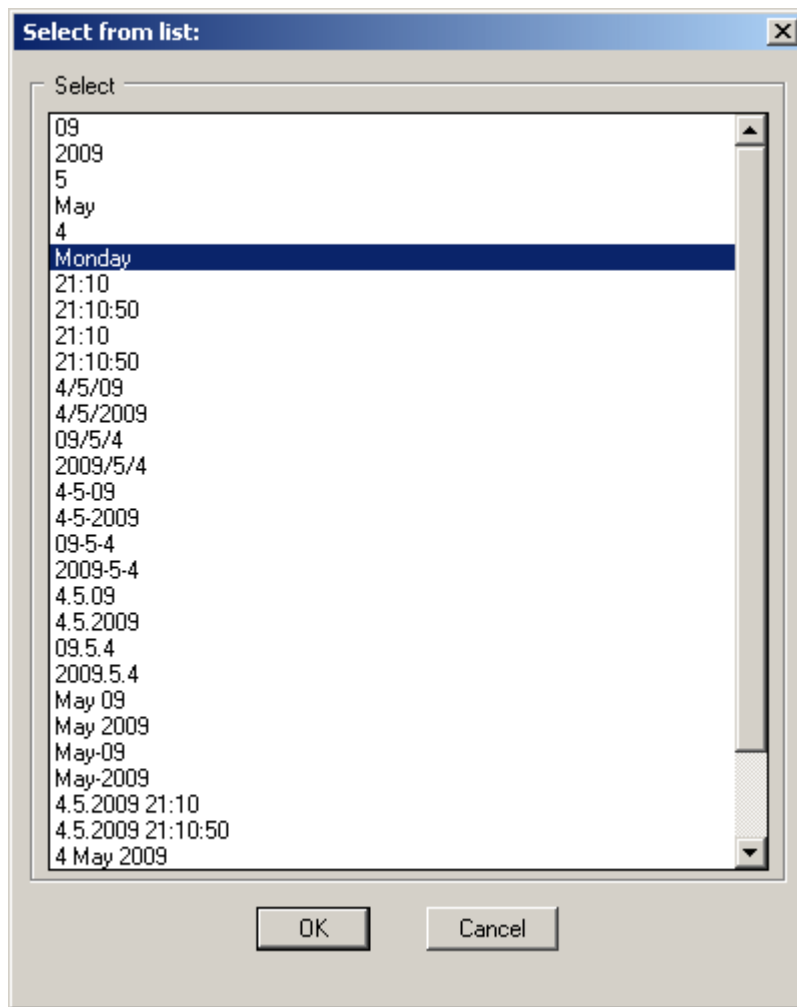 Select from list:
Select
09
2009
5
May
4
Monday
21:10
21:10:50
21:10
21:10:50
4/5/09
4/5/2009
09/5/4
2009/5/4
4-5-09
4-5-2009
09-5-4
2009-5-4
4.5.09
4.5.2009
09.5.4
2009.5.4
May 09
May 2009
May-09
May-2009
4.5.2009 21:10
4.5.2009 21:10:50
4 May 2009
OK Cancel